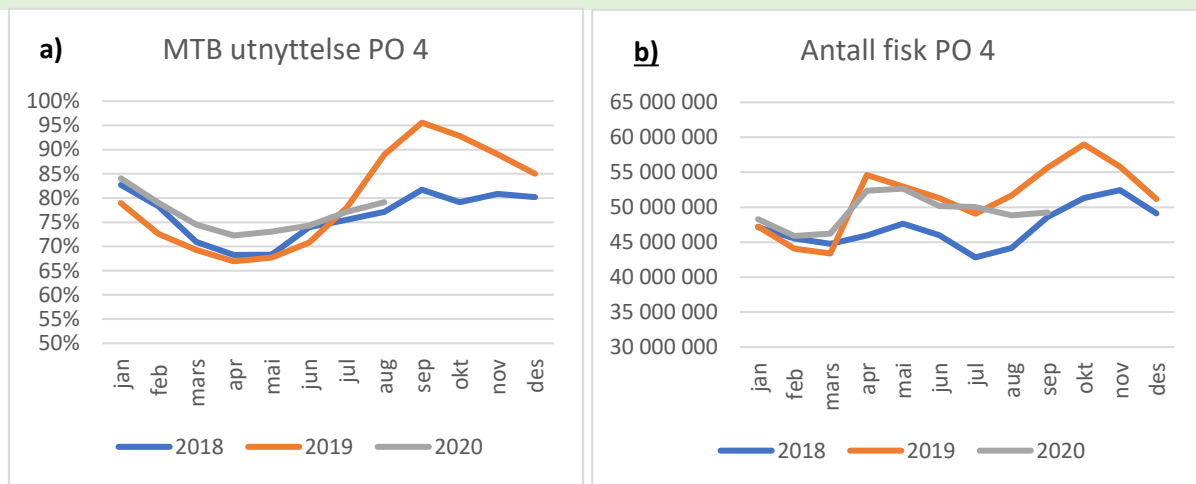 a) MTB utnyttelse PO 4
100%
95%
90%
85%
80%
75%
70%
65%
60%
55%
50%
jan feb mars apr mai jun jul aug sep okt nov des
2018 2019 2020
b) Antall fisk PO 4
65 000 000
60 000 000
55 000 000
50 000 000
45 000 000
40 000 000
35 000 000
30 000 000
jan feb mars apr mai jun jul aug sep okt nov des
2018 2019 2020